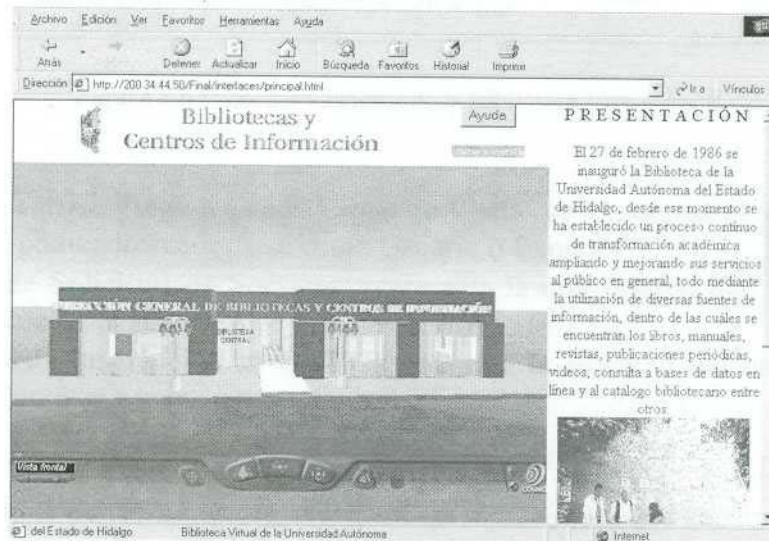 Archivo Edición Ver Favoritos Herramientas Ayuda
Atrás Detener Actualizar Inicio Búsqueda Favoritos Historial Imprimir
Dirección http://200.34.44.50/Final/interfaces/principal.html Ir a Vínculos
Bibliotecas y
Centros de Información
Ayuda
PRESENTACIÓN
El 27 de febrero de 1986 se
inauguró la Biblioteca de la
Universidad Autónoma del Estado
de Hidalgo, desde ese momento se
ha establecido un proceso continuo
de transformación académica
ampliando y mejorando sus servicios
al público en general, todo mediante
la utilización de diversas fuentes de
información, dentro de las cuáles se
encuentran los libros, manuales,
revistas, publicaciones periódicas,
videos, consulta a bases de datos en
línea y al catalogo bibliotecario entre
otros.
DIRECCIÓN GENERAL DE BIBLIOTECAS Y CENTROS DE INFORMACIÓN
BIBLIOTECA
CENTRAL
Vista frontal
del Estado de Hidalgo Biblioteca Virtual de la Universidad Autónoma Internet